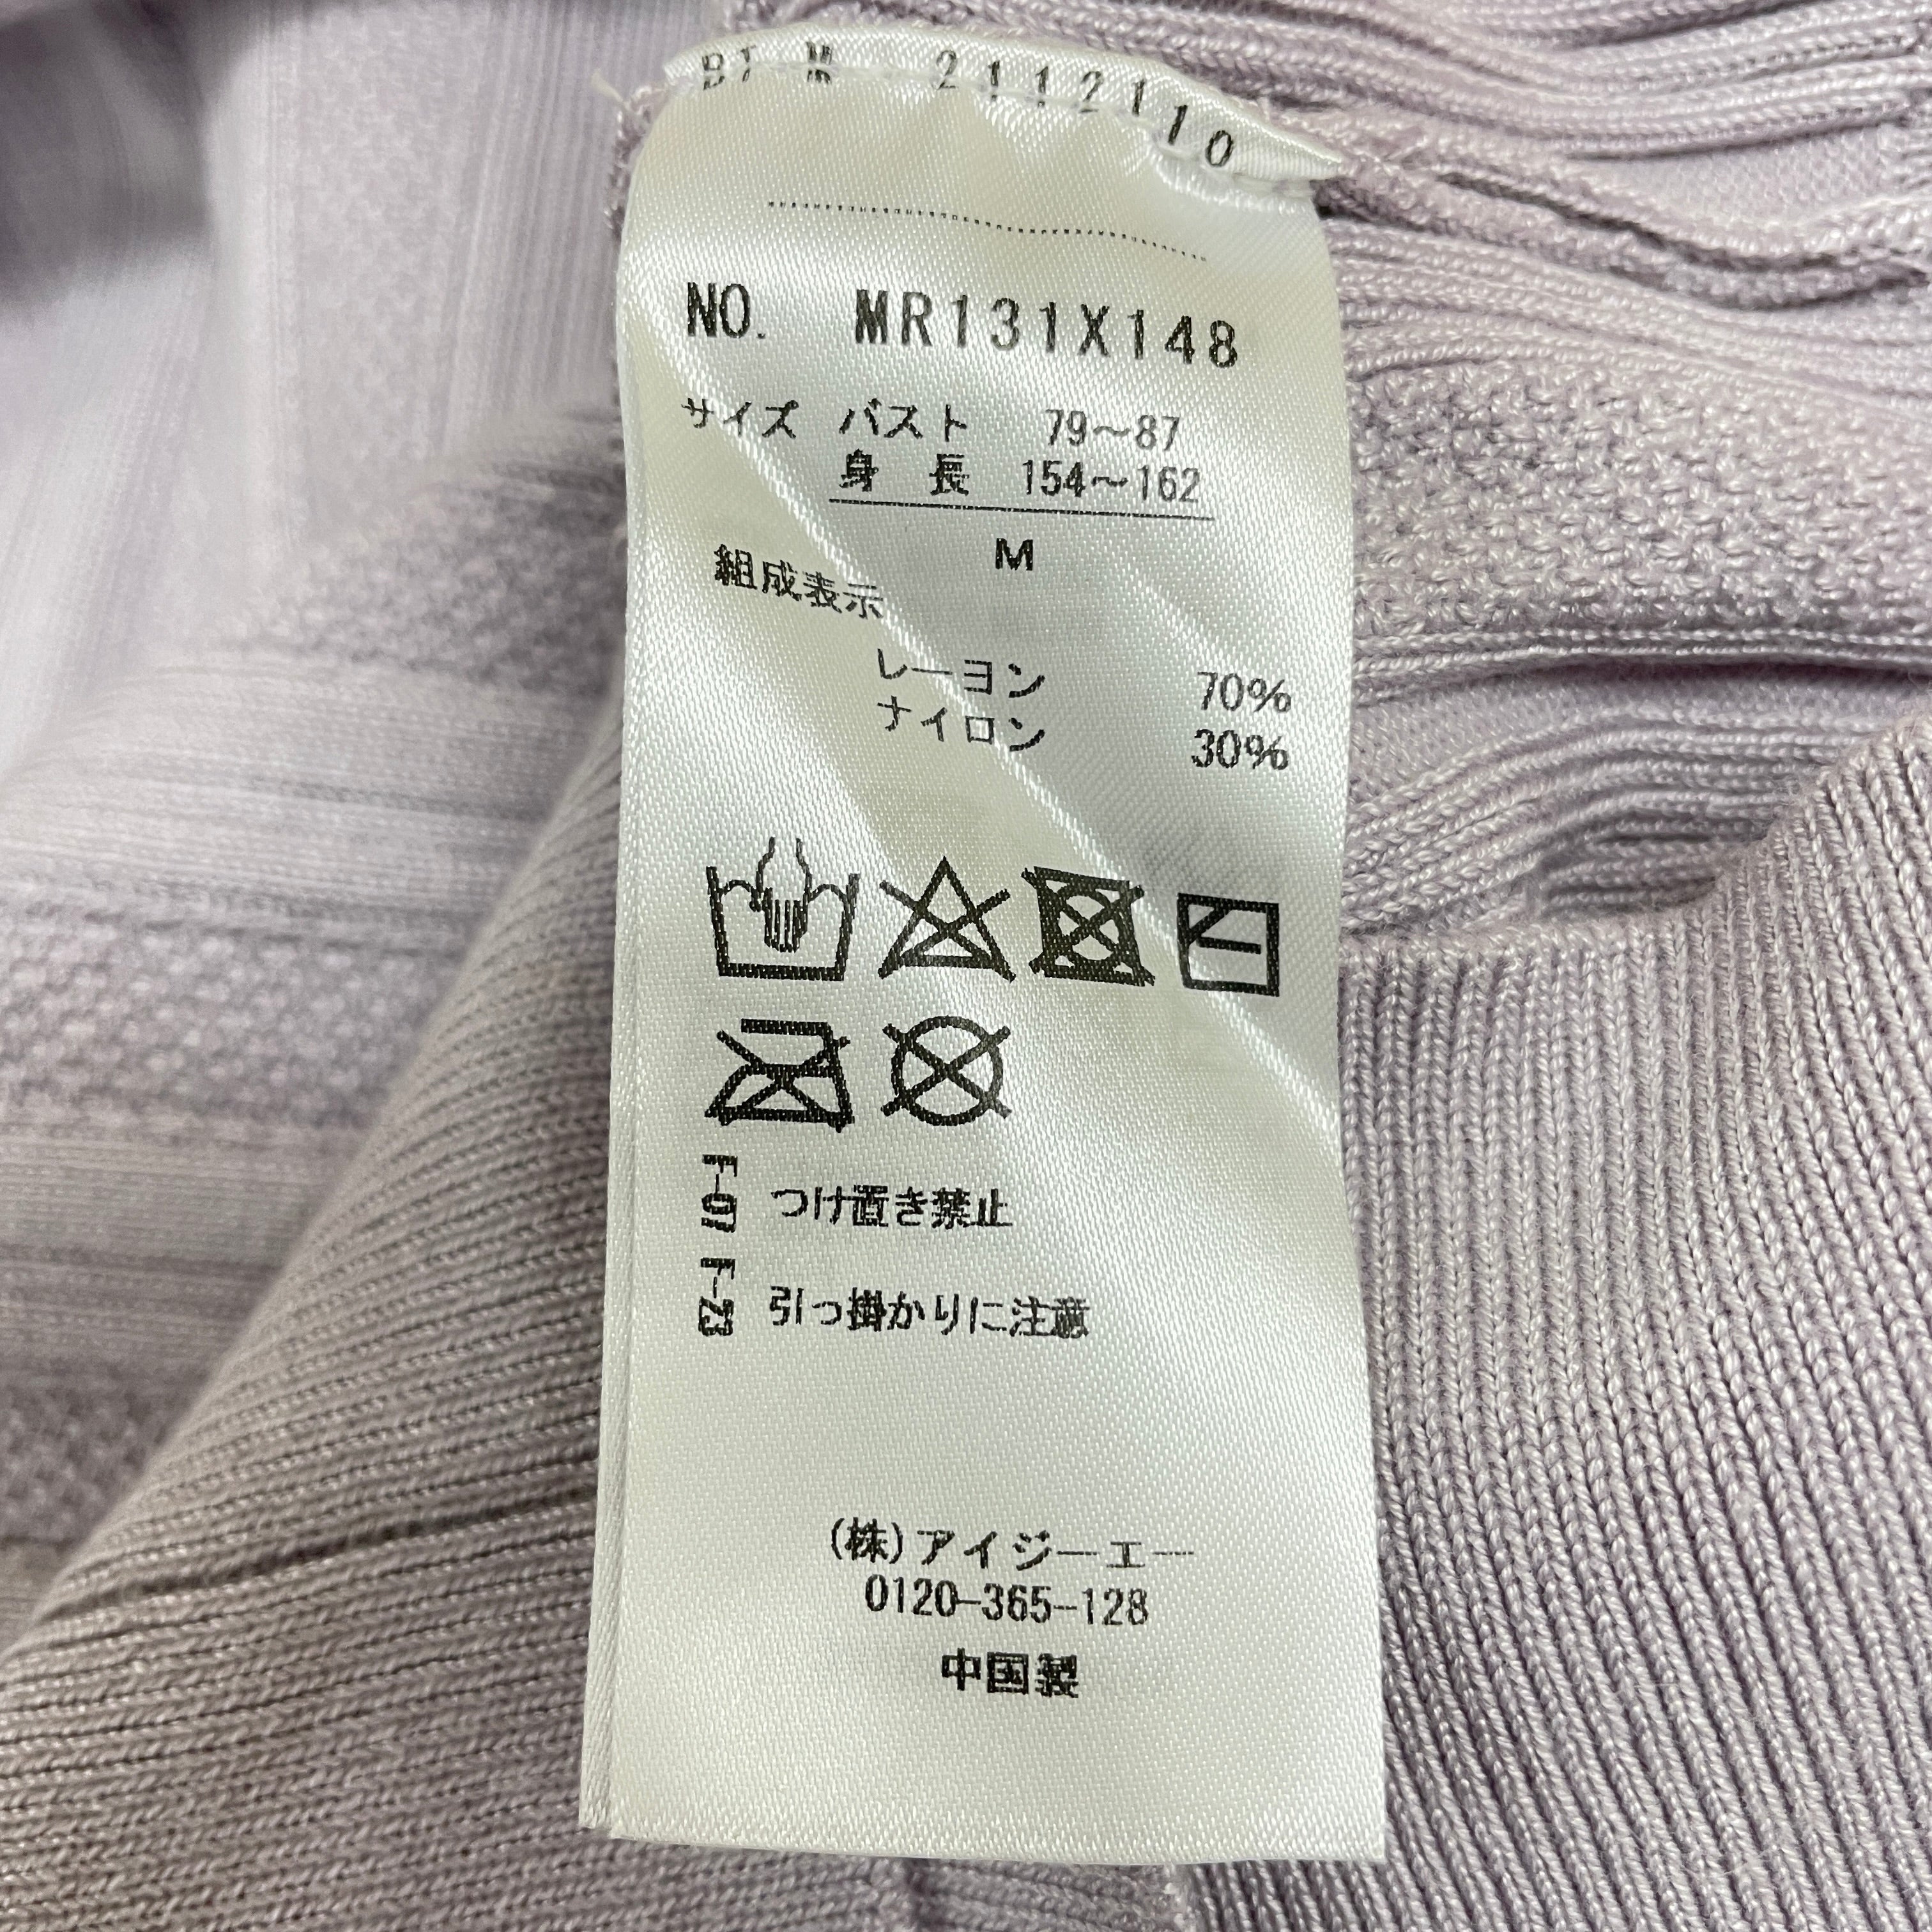 M 2112110
NO. MR131X148
サイズ バスト 79～87
身 長 154～162
M
組成表示
レーヨン 70%
ナイロン 30%
F-07 つけ置き禁止
F-23 引っ掛かりに注意
(株)アイジーエー
0120-365-128
中国製